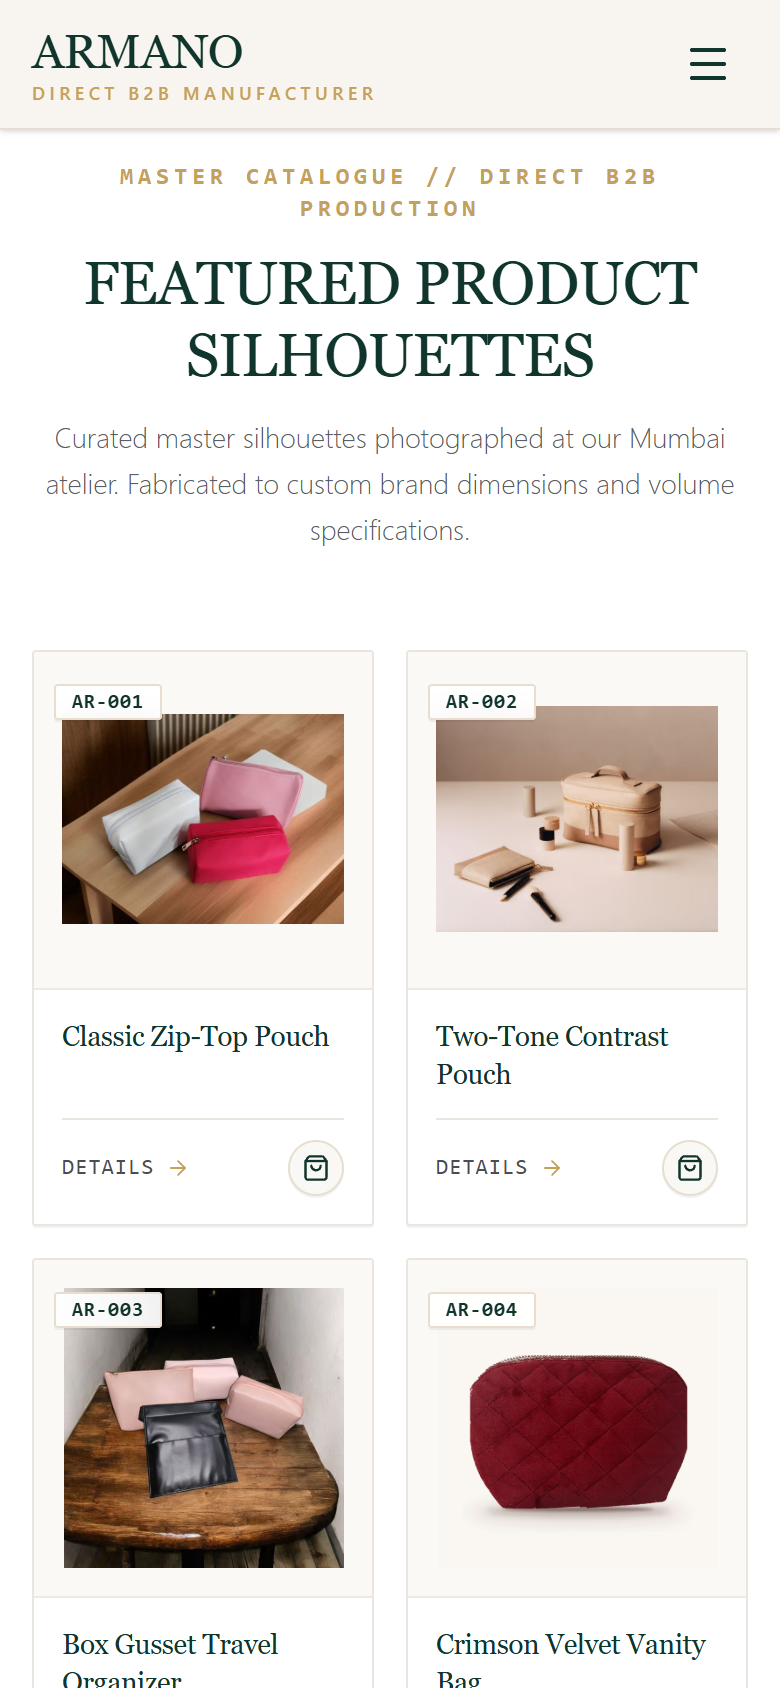 ARMANO
DIRECT B2B MANUFACTURER
MASTER CATALOGUE // DIRECT B2B
PRODUCTION
FEATURED PRODUCT
SILHOUETTES
Curated master silhouettes photographed at our Mumbai
atelier. Fabricated to custom brand dimensions and volume
specifications.
AR-001
AR-002
Classic Zip-Top Pouch
Two-Tone Contrast
Pouch
DETAILS →
DETAILS →
AR-003
AR-004
Box Gusset Travel
Organizer
Crimson Velvet Vanity
Bag